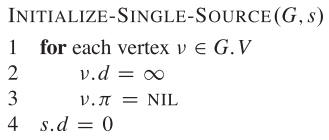 INITIALIZE-SINGLE-SOURCE(G, s)
1 for each vertex v ∈ G.V
2 v.d = ∞
3 v.π = NIL
4 s.d = 0